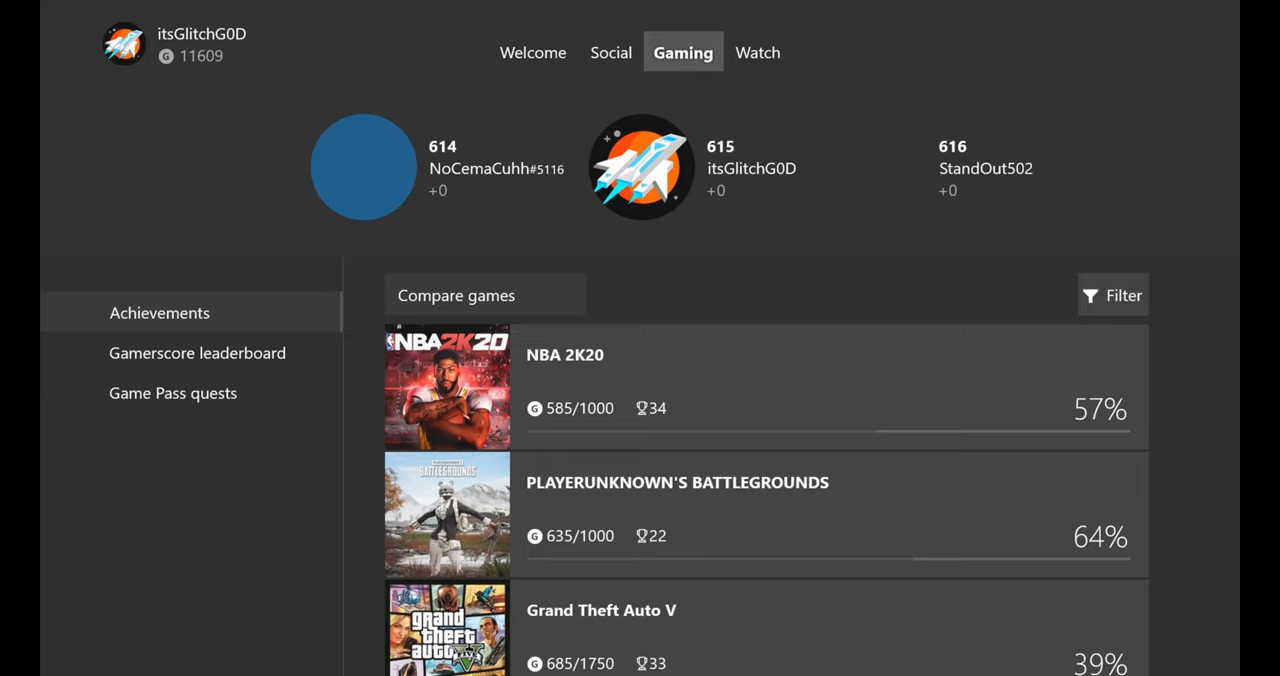 itsGlitchG0D
G 11609
Welcome Social Gaming Watch
614
NoCemaCuhh#5116
+0
615
itsGlitchG0D
+0
616
StandOut502
+0
Achievements
Gamerscore leaderboard
Game Pass quests
Compare games
Filter
NBA2K20
NBA 2K20
G 585/1000 34
57%
BATTLEGROUNDS
PLAYERUNKNOWN'S BATTLEGROUNDS
G 635/1000 22
64%
grand
theft
auto V
Grand Theft Auto V
G 685/1750 33
39%